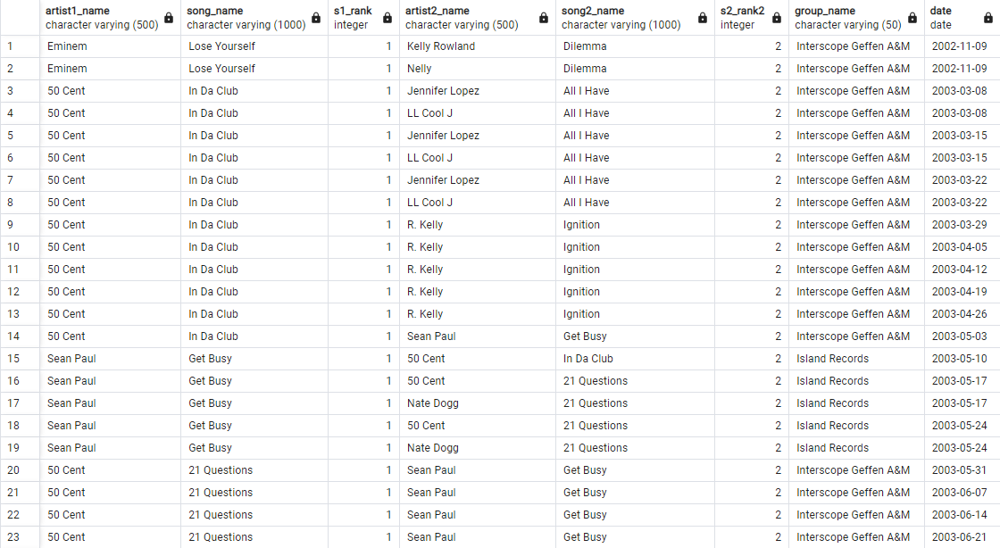 artist1_name song_name s1_rank artist2_name song2_name s2_rank2 group_name date
character varying (500) character varying (1000) integer character varying (500) character varying (1000) integer character varying (50) date
1 Eminem Lose Yourself 1 Kelly Rowland Dilemma 2 Interscope Geffen A&M 2002-11-09
2 Eminem Lose Yourself 1 Nelly Dilemma 2 Interscope Geffen A&M 2002-11-09
3 50 Cent In Da Club 1 Jennifer Lopez All I Have 2 Interscope Geffen A&M 2003-03-08
4 50 Cent In Da Club 1 LL Cool J All I Have 2 Interscope Geffen A&M 2003-03-08
5 50 Cent In Da Club 1 Jennifer Lopez All I Have 2 Interscope Geffen A&M 2003-03-15
6 50 Cent In Da Club 1 LL Cool J All I Have 2 Interscope Geffen A&M 2003-03-15
7 50 Cent In Da Club 1 Jennifer Lopez All I Have 2 Interscope Geffen A&M 2003-03-22
8 50 Cent In Da Club 1 LL Cool J All I Have 2 Interscope Geffen A&M 2003-03-22
9 50 Cent In Da Club 1 R. Kelly Ignition 2 Interscope Geffen A&M 2003-03-29
10 50 Cent In Da Club 1 R. Kelly Ignition 2 Interscope Geffen A&M 2003-04-05
11 50 Cent In Da Club 1 R. Kelly Ignition 2 Interscope Geffen A&M 2003-04-12
12 50 Cent In Da Club 1 R. Kelly Ignition 2 Interscope Geffen A&M 2003-04-19
13 50 Cent In Da Club 1 R. Kelly Ignition 2 Interscope Geffen A&M 2003-04-26
14 50 Cent In Da Club 1 Sean Paul Get Busy 2 Interscope Geffen A&M 2003-05-03
15 Sean Paul Get Busy 1 50 Cent In Da Club 2 Island Records 2003-05-10
16 Sean Paul Get Busy 1 50 Cent 21 Questions 2 Island Records 2003-05-17
17 Sean Paul Get Busy 1 Nate Dogg 21 Questions 2 Island Records 2003-05-17
18 Sean Paul Get Busy 1 50 Cent 21 Questions 2 Island Records 2003-05-24
19 Sean Paul Get Busy 1 Nate Dogg 21 Questions 2 Island Records 2003-05-24
20 50 Cent 21 Questions 1 Sean Paul Get Busy 2 Interscope Geffen A&M 2003-05-31
21 50 Cent 21 Questions 1 Sean Paul Get Busy 2 Interscope Geffen A&M 2003-06-07
22 50 Cent 21 Questions 1 Sean Paul Get Busy 2 Interscope Geffen A&M 2003-06-14
23 50 Cent 21 Questions 1 Sean Paul Get Busy 2 Interscope Geffen A&M 2003-06-21